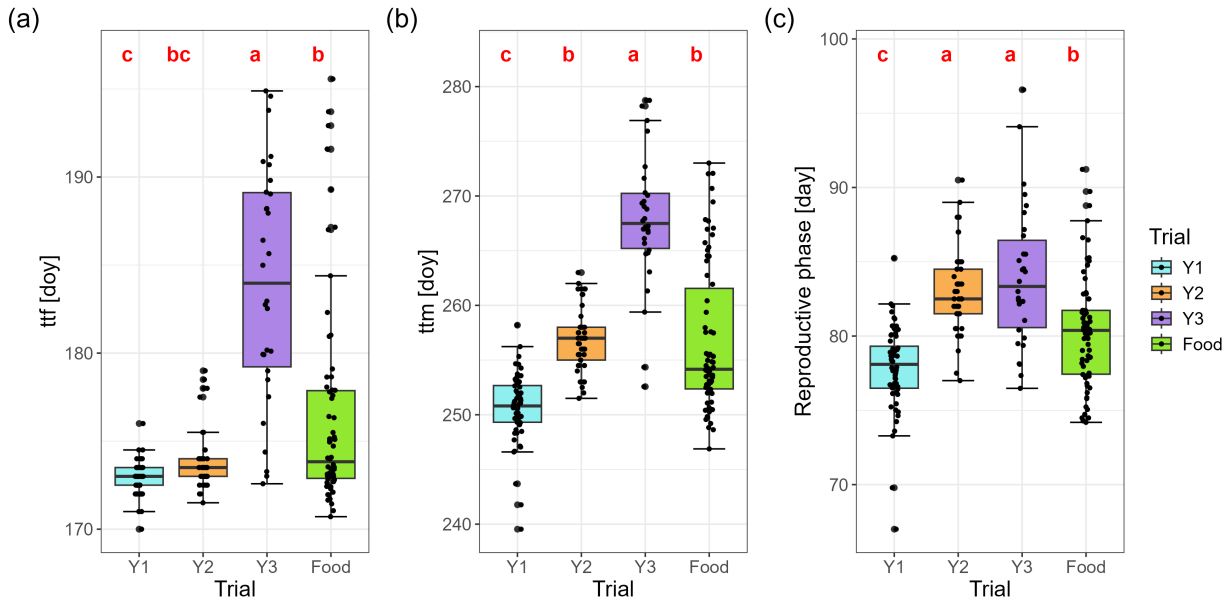 (a)
c bc a b
ttf [doy]
190
180
170
Y1 Y2 Y3 Food
Trial
(b)
c b a b
ttm [doy]
280
270
260
250
240
Y1 Y2 Y3 Food
Trial
(c)
c a a b
Reproductive phase [day]
100
90
80
70
Y1 Y2 Y3 Food
Trial
Trial
Y1
Y2
Y3
Food